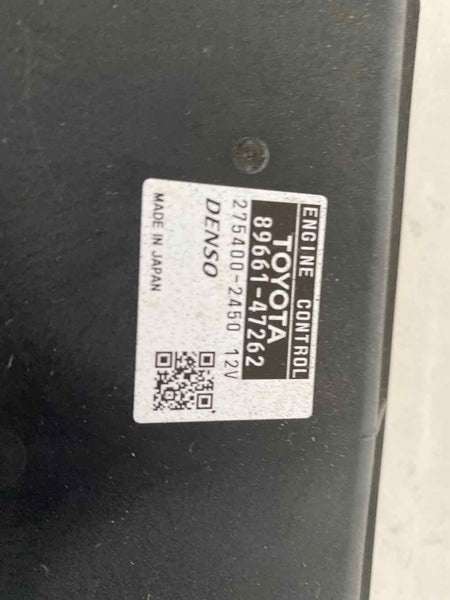 ENGINE CONTROL
TOYOTA
89661-47262
275400-2450 12V
DENSO
MADE IN JAPAN